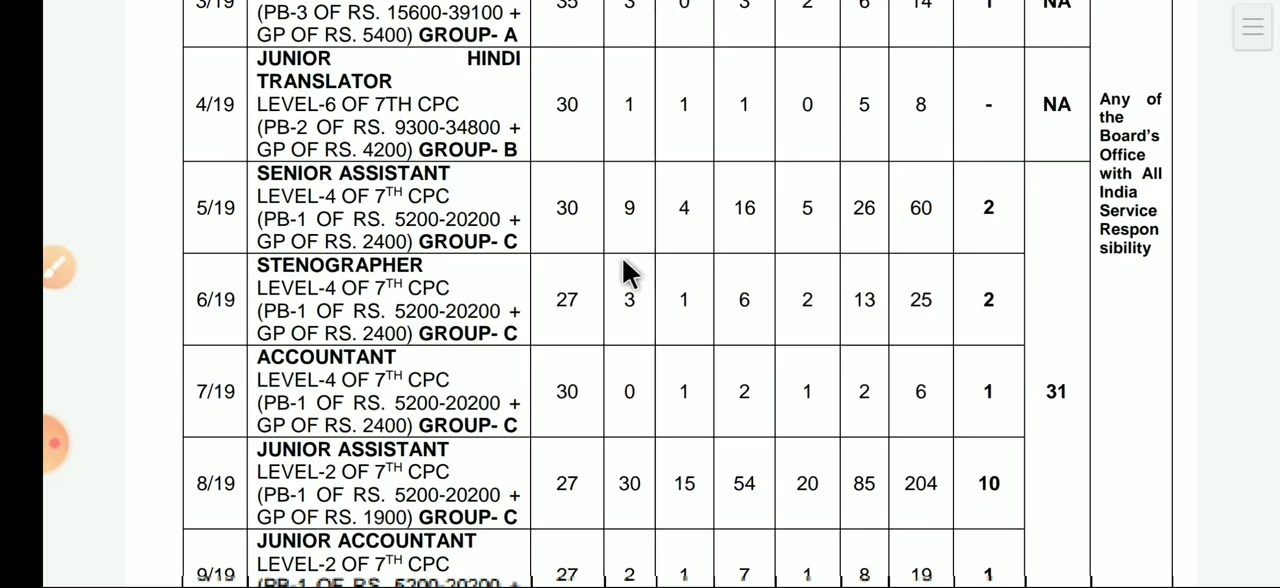 3/19 (PB-3 OF RS. 15600-39100 + 35 3 0 3 2 6 14 1 NA
GP OF RS. 5400) GROUP- A
JUNIOR HINDI
TRANSLATOR
4/19 LEVEL-6 OF 7TH CPC 30 1 1 1 0 5 8 - NA
(PB-2 OF RS. 9300-34800 +
GP OF RS. 4200) GROUP- B
SENIOR ASSISTANT
5/19 LEVEL-4 OF 7TH CPC 30 9 4 16 5 26 60 2
(PB-1 OF RS. 5200-20200 +
GP OF RS. 2400) GROUP- C
STENOGRAPHER
6/19 LEVEL-4 OF 7TH CPC 27 3 1 6 2 13 25 2
(PB-1 OF RS. 5200-20200 +
GP OF RS. 2400) GROUP- C
ACCOUNTANT
7/19 LEVEL-4 OF 7TH CPC 30 0 1 2 1 2 6 1 31
(PB-1 OF RS. 5200-20200 +
GP OF RS. 2400) GROUP- C
JUNIOR ASSISTANT
8/19 LEVEL-2 OF 7TH CPC 27 30 15 54 20 85 204 10
(PB-1 OF RS. 5200-20200 +
GP OF RS. 1900) GROUP- C
JUNIOR ACCOUNTANT
9/19 LEVEL-2 OF 7TH CPC 27 2 1 7 1 8 19 1
(PB-1 OF RS. 5200-20200 +
Any of
the
Board's
Office
with All
India
Service
Respon
sibility